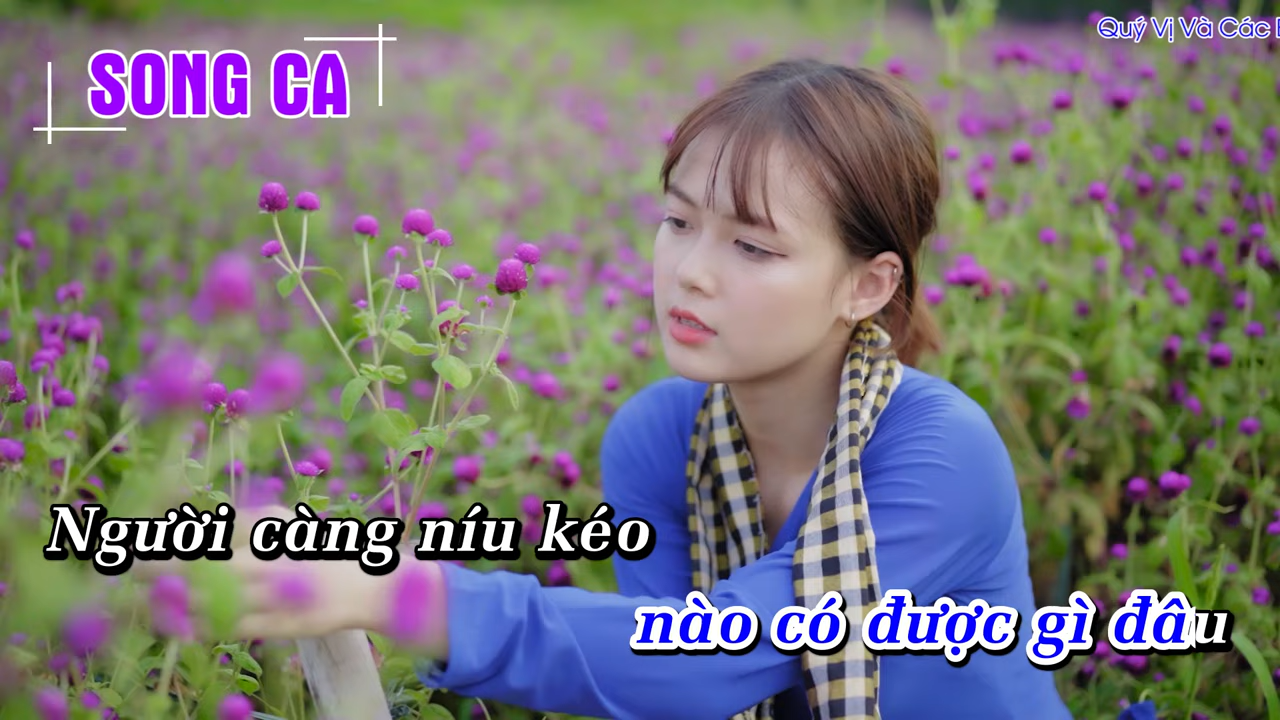 SONG CA
Quý Vị Và Các
Người càng níu kéo
nào có được gì đâu